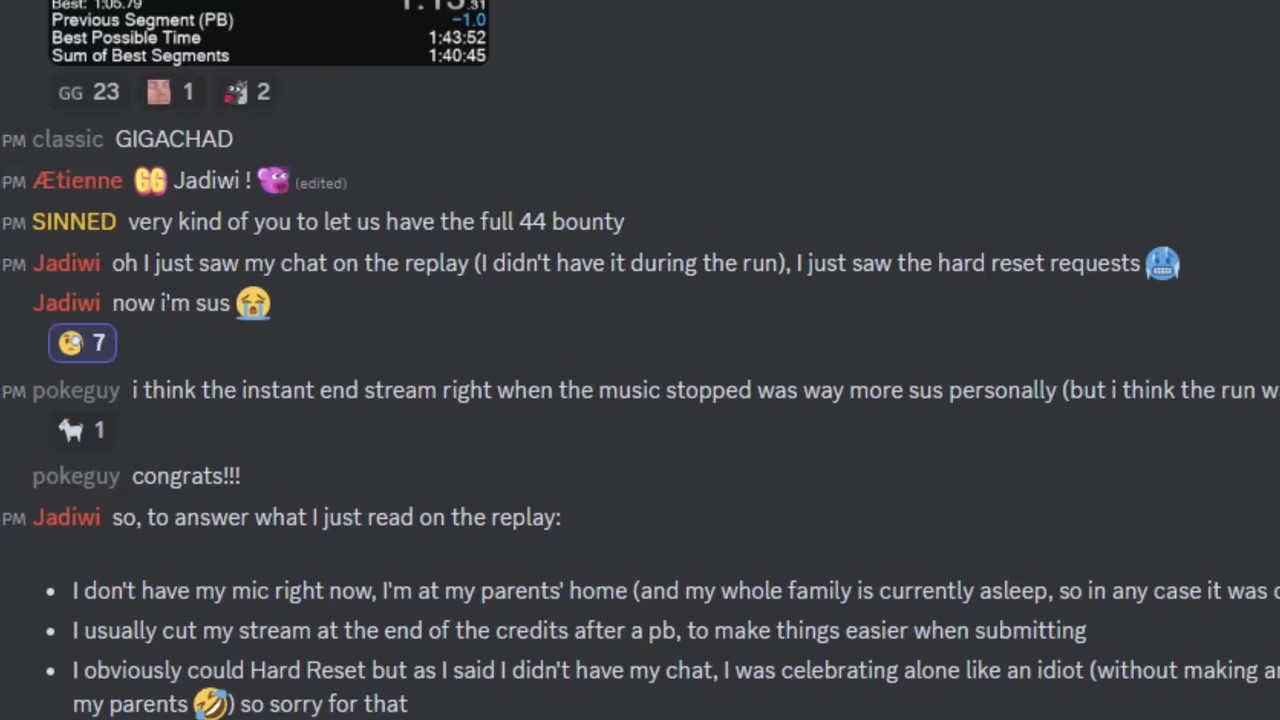 Best: 1:05.79
1:15.31
Previous Segment (PB) −1.0
Best Possible Time 1:43:52
Sum of Best Segments 1:40:45
GG 23 1 2
PM classic GIGACHAD
PM Ætienne GG Jadiwi ! (edited)
PM SINNED very kind of you to let us have the full 44 bounty
PM Jadiwi oh I just saw my chat on the replay (I didn't have it during the run), I just saw the hard reset requests
Jadiwi now i'm sus
7
PM pokeguy i think the instant end stream right when the music stopped was way more sus personally (but i think the run
1
pokeguy congrats!!!
PM Jadiwi so, to answer what I just read on the replay:
• I don't have my mic right now, I'm at my parents' home (and my whole family is currently asleep, so in any case it was
• I usually cut my stream at the end of the credits after a pb, to make things easier when submitting
• I obviously could Hard Reset but as I said I didn't have my chat, I was celebrating alone like an idiot (without making
my parents 🤣) so sorry for that